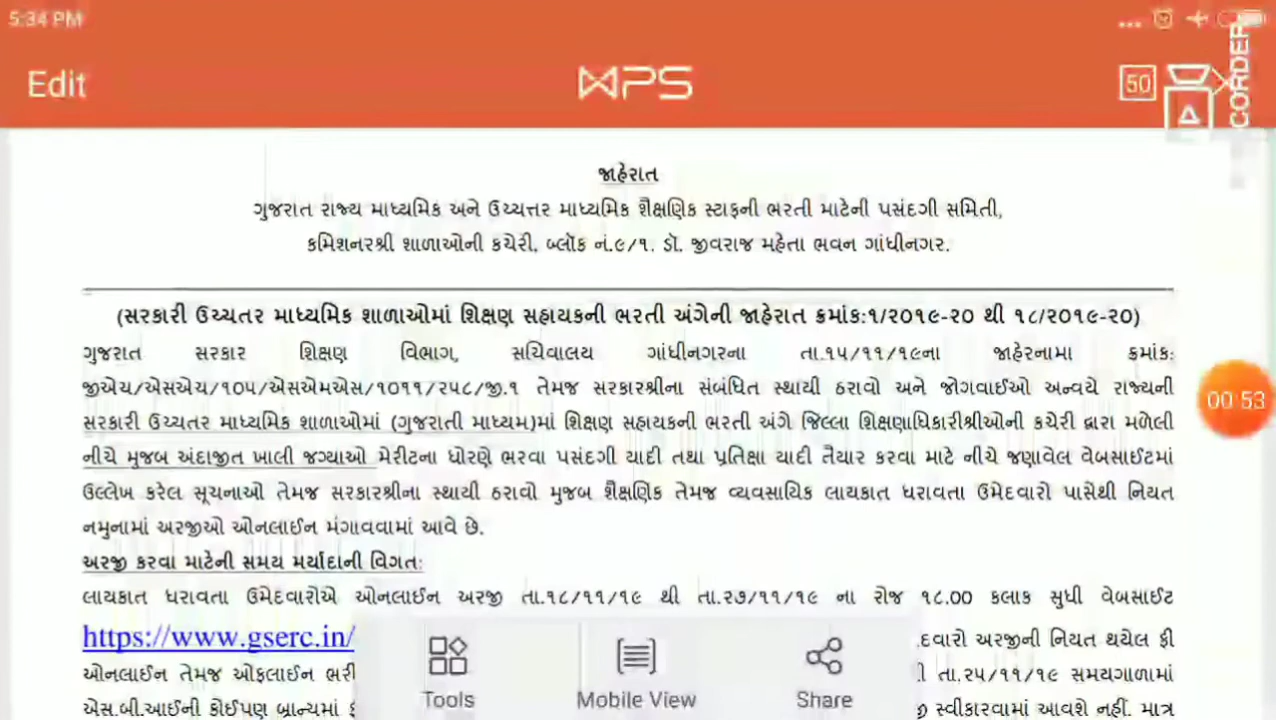 5:34 PM
Edit
WPS
50
CORDER
જાહેરાત
ગુજરાત રાજ્ય માધ્યમિક અને ઉચ્ચત્તર માધ્યમિક શૈક્ષણિક સ્ટાફની ભરતી માટેની પસંદગી સમિતી,
કમિશનરશ્રી શાળાઓની કચેરી, બ્લૉક નં.૯/૧. ડૉ. જીવરાજ મહેતા ભવન ગાંધીનગર.
(સરકારી ઉચ્ચતર માધ્યમિક શાળાઓમાં શિક્ષણ સહાયકની ભરતી અંગેની જાહેરાત ક્રમાંક:૧/૨૦૧૯-૨૦ થી ૧૮/૨૦૧૯-૨૦)
ગુજરાત સરકાર શિક્ષણ વિભાગ, સચિવાલય ગાંધીનગરના તા.૧૫/૧૧/૧૯ના જાહેરનામા ક્રમાંક:
જીએચ/એસએચ/૧૦૫/એસએમએસ/૧૦૧૧/૨૫૮/જી.૧ તેમજ સરકારશ્રીના સંબંધિત સ્થાયી ઠરાવો અને જોગવાઈઓ અન્વયે રાજ્યની
સરકારી ઉચ્ચતર માધ્યમિક શાળાઓમાં (ગુજરાતી માધ્યમ)માં શિક્ષણ સહાયકની ભરતી અંગે જિલ્લા શિક્ષણાધિકારીશ્રીઓની કચેરી દ્વારા મળેલી
નીચે મુજબ અંદાજીત ખાલી જગ્યાઓ મેરીટના ધોરણે ભરવા પસંદગી યાદી તથા પ્રતિક્ષા યાદી તૈયાર કરવા માટે નીચે જણાવેલ વેબસાઈટમાં
ઉલ્લેખ કરેલ સૂચનાઓ તેમજ સરકારશ્રીના સ્થાયી ઠરાવો મુજબ શૈક્ષણિક તેમજ વ્યવસાયિક લાયકાત ધરાવતા ઉમેદવારો પાસેથી નિયત
નમુનામાં અરજીઓ ઓનલાઈન મંગાવવામાં આવે છે.
અરજી કરવા માટેની સમય મર્યાદાની વિગત:
લાયકાત ધરાવતા ઉમેદવારોએ ઓનલાઈન અરજી તા.૧૮/૧૧/૧૯ થી તા.૨૭/૧૧/૧૯ ના રોજ ૧૮.00 કલાક સુધી વેબસાઈટ
https://www.gserc.in/ દવારો અરજીની નિયત થયેલ ફી
ઓનલાઈન તેમજ ઓફલાઈન ભરી તા.૨૫/૧૧/૧૯ સમયગાળામાં
એસ.બી.આઈની કોઈપણ બ્રાન્ચમાં સ્વીકારવામાં આવશે નહીં. માત્ર
00:53
Tools
Mobile View
Share